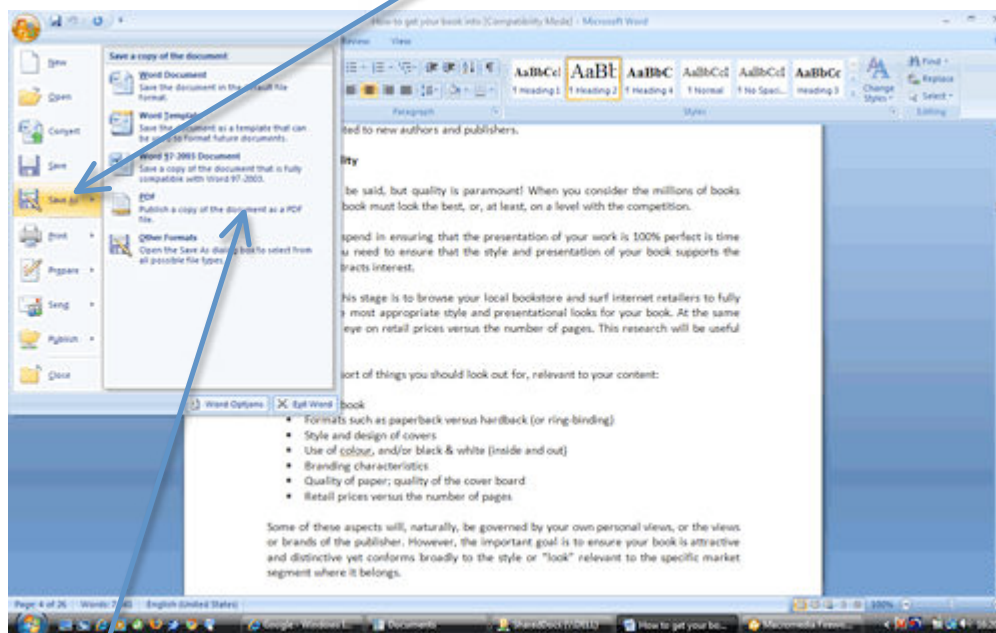 How to get your book into [Compatibility Mode] - Microsoft Word
Review View
New
Open
Convert
Save
Save As
Print
Prepare
Send
Publish
Close
Save a copy of the document
Word Document
Save the document in the default file
format.
Word Template
Save the document as a template that can
be used to format future documents.
Word 97-2003 Document
Save a copy of the document that is fully
compatible with Word 97-2003.
PDF
Publish a copy of the document as a PDF
file.
Other Formats
Open the Save As dialog box to select from
all possible file types.
Word Options Exit Word
AaBbCcI AaBb AaBbC AaBbCcI AaBbCcI AaBbCc
Heading 1 Heading 2 Heading 4 Normal No Spaci... Heading 3
Change
Styles
Find
Replace
Select
Paragraph Styles Editing
ted to new authors and publishers.
lity
be said, but quality is paramount! When you consider the millions of books
book must look the best, or, at least, on a level with the competition.
spend in ensuring that the presentation of your work is 100% perfect is time
u need to ensure that the style and presentation of your book supports the
tracts interest.
his stage is to browse your local bookstore and surf internet retailers to fully
most appropriate style and presentational looks for your book. At the same
eye on retail prices versus the number of pages. This research will be useful
sort of things you should look out for, relevant to your content:
book
• Formats such as paperback versus hardback (or ring-binding)
• Style and design of covers
• Use of colour, and/or black & white (inside and out)
• Branding characteristics
• Quality of paper; quality of the cover board
• Retail prices versus the number of pages
Some of these aspects will, naturally, be governed by your own personal views, or the views
or brands of the publisher. However, the important goal is to ensure your book is attractive
and distinctive yet conforms broadly to the style or "look" relevant to the specific market
segment where it belongs.
Page: 4 of 26 Words: English (United States) 100%
Google - Windows I... Documents How to get your bo... Macromedia Firew...